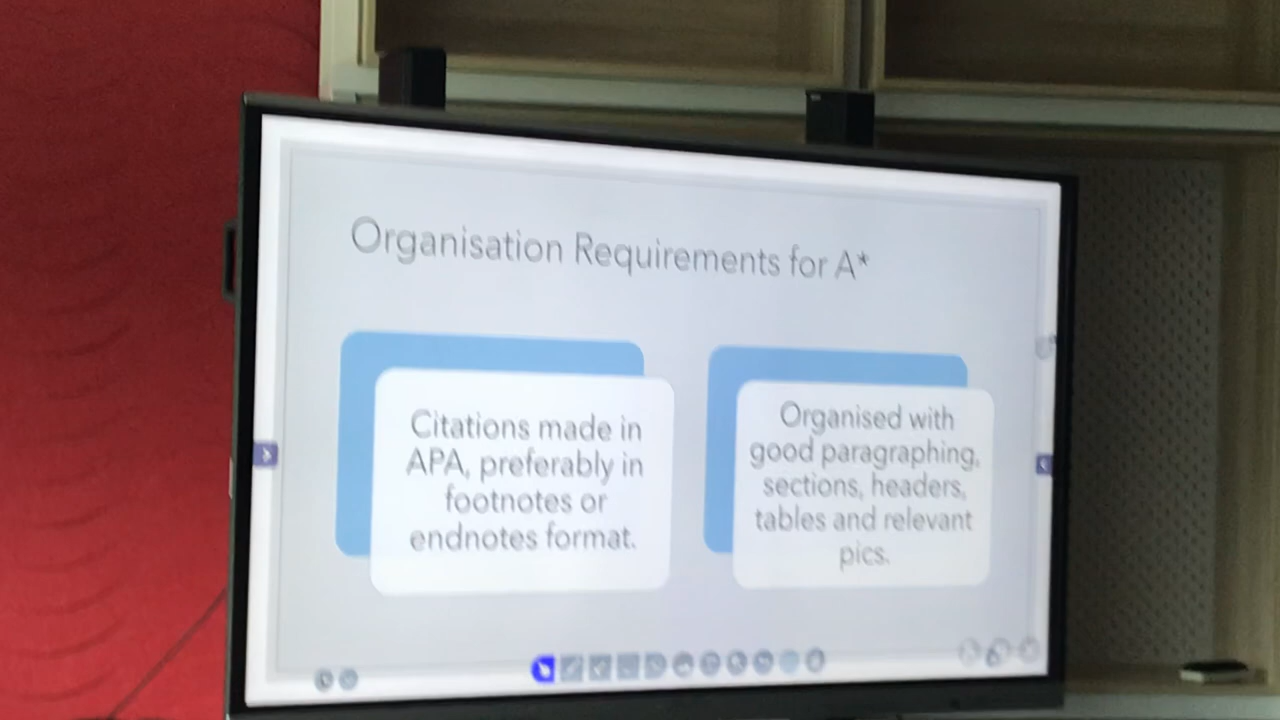 Organisation Requirements for A*
Citations made in
APA, preferably in
footnotes or
endnotes format.
Organised with
good paragraphing,
sections, headers,
tables and relevant
pics.